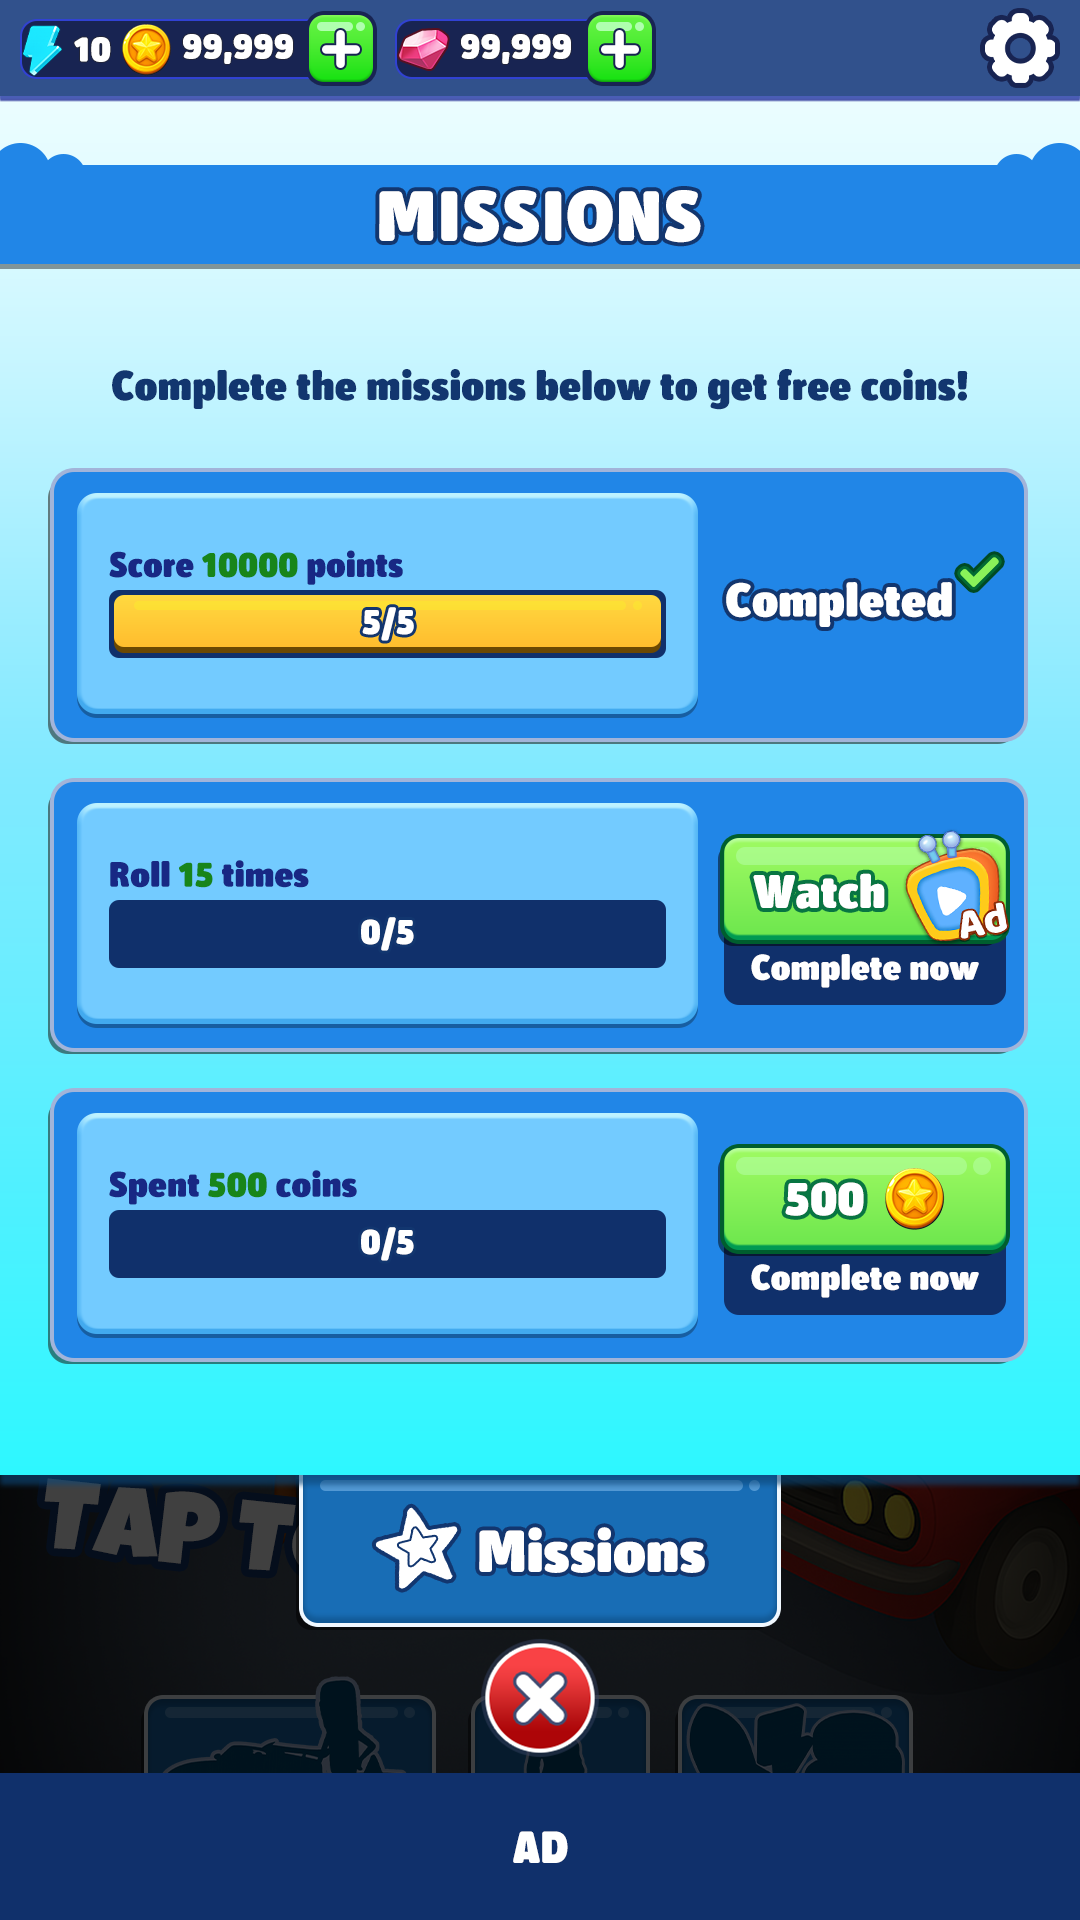 10 99,999 99,999
MISSIONS
Complete the missions below to get free coins!
Score 10000 points
5/5
Completed
Roll 15 times
0/5
Watch
Ad
Complete now
Spent 500 coins
0/5
500
Complete now
TAP T
Missions
AD